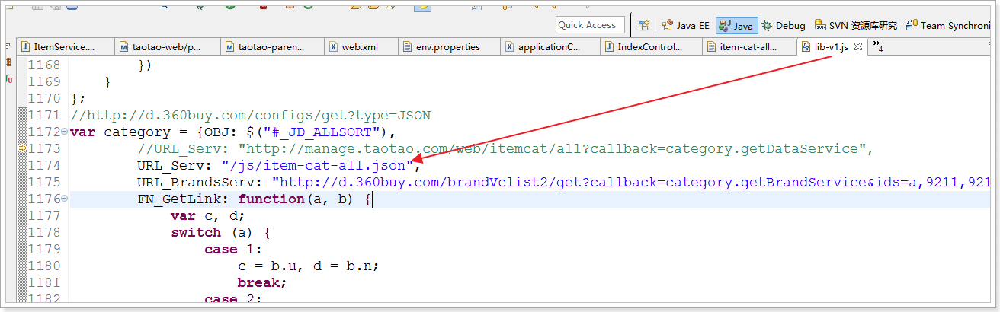 Quick Access
Java EE
Java
Debug
SVN 资源库研究
Team Synchroni
ItemService....
taotao-web/p...
taotao-paren...
web.xml
env.properties
applicationC...
IndexControl...
item-cat-all...
lib-v1.js
»4
1168 })
1169 }
1170 };
1171 //http://d.360buy.com/configs/get?type=JSON
1172 var category = {OBJ: $("#_JD_ALLSORT"),
1173 //URL_Serv: "http://manage.taotao.com/web/itemcat/all?callback=category.getDataService",
1174 URL_Serv: "/js/item-cat-all.json",
1175 URL_BrandsServ: "http://d.360buy.com/brandVclist2/get?callback=category.getBrandService&ids=a,9211,921
1176 FN_GetLink: function(a, b) {
1177 var c, d;
1178 switch (a) {
1179 case 1:
1180 c = b.u, d = b.n;
1181 break;
1182 case 2: